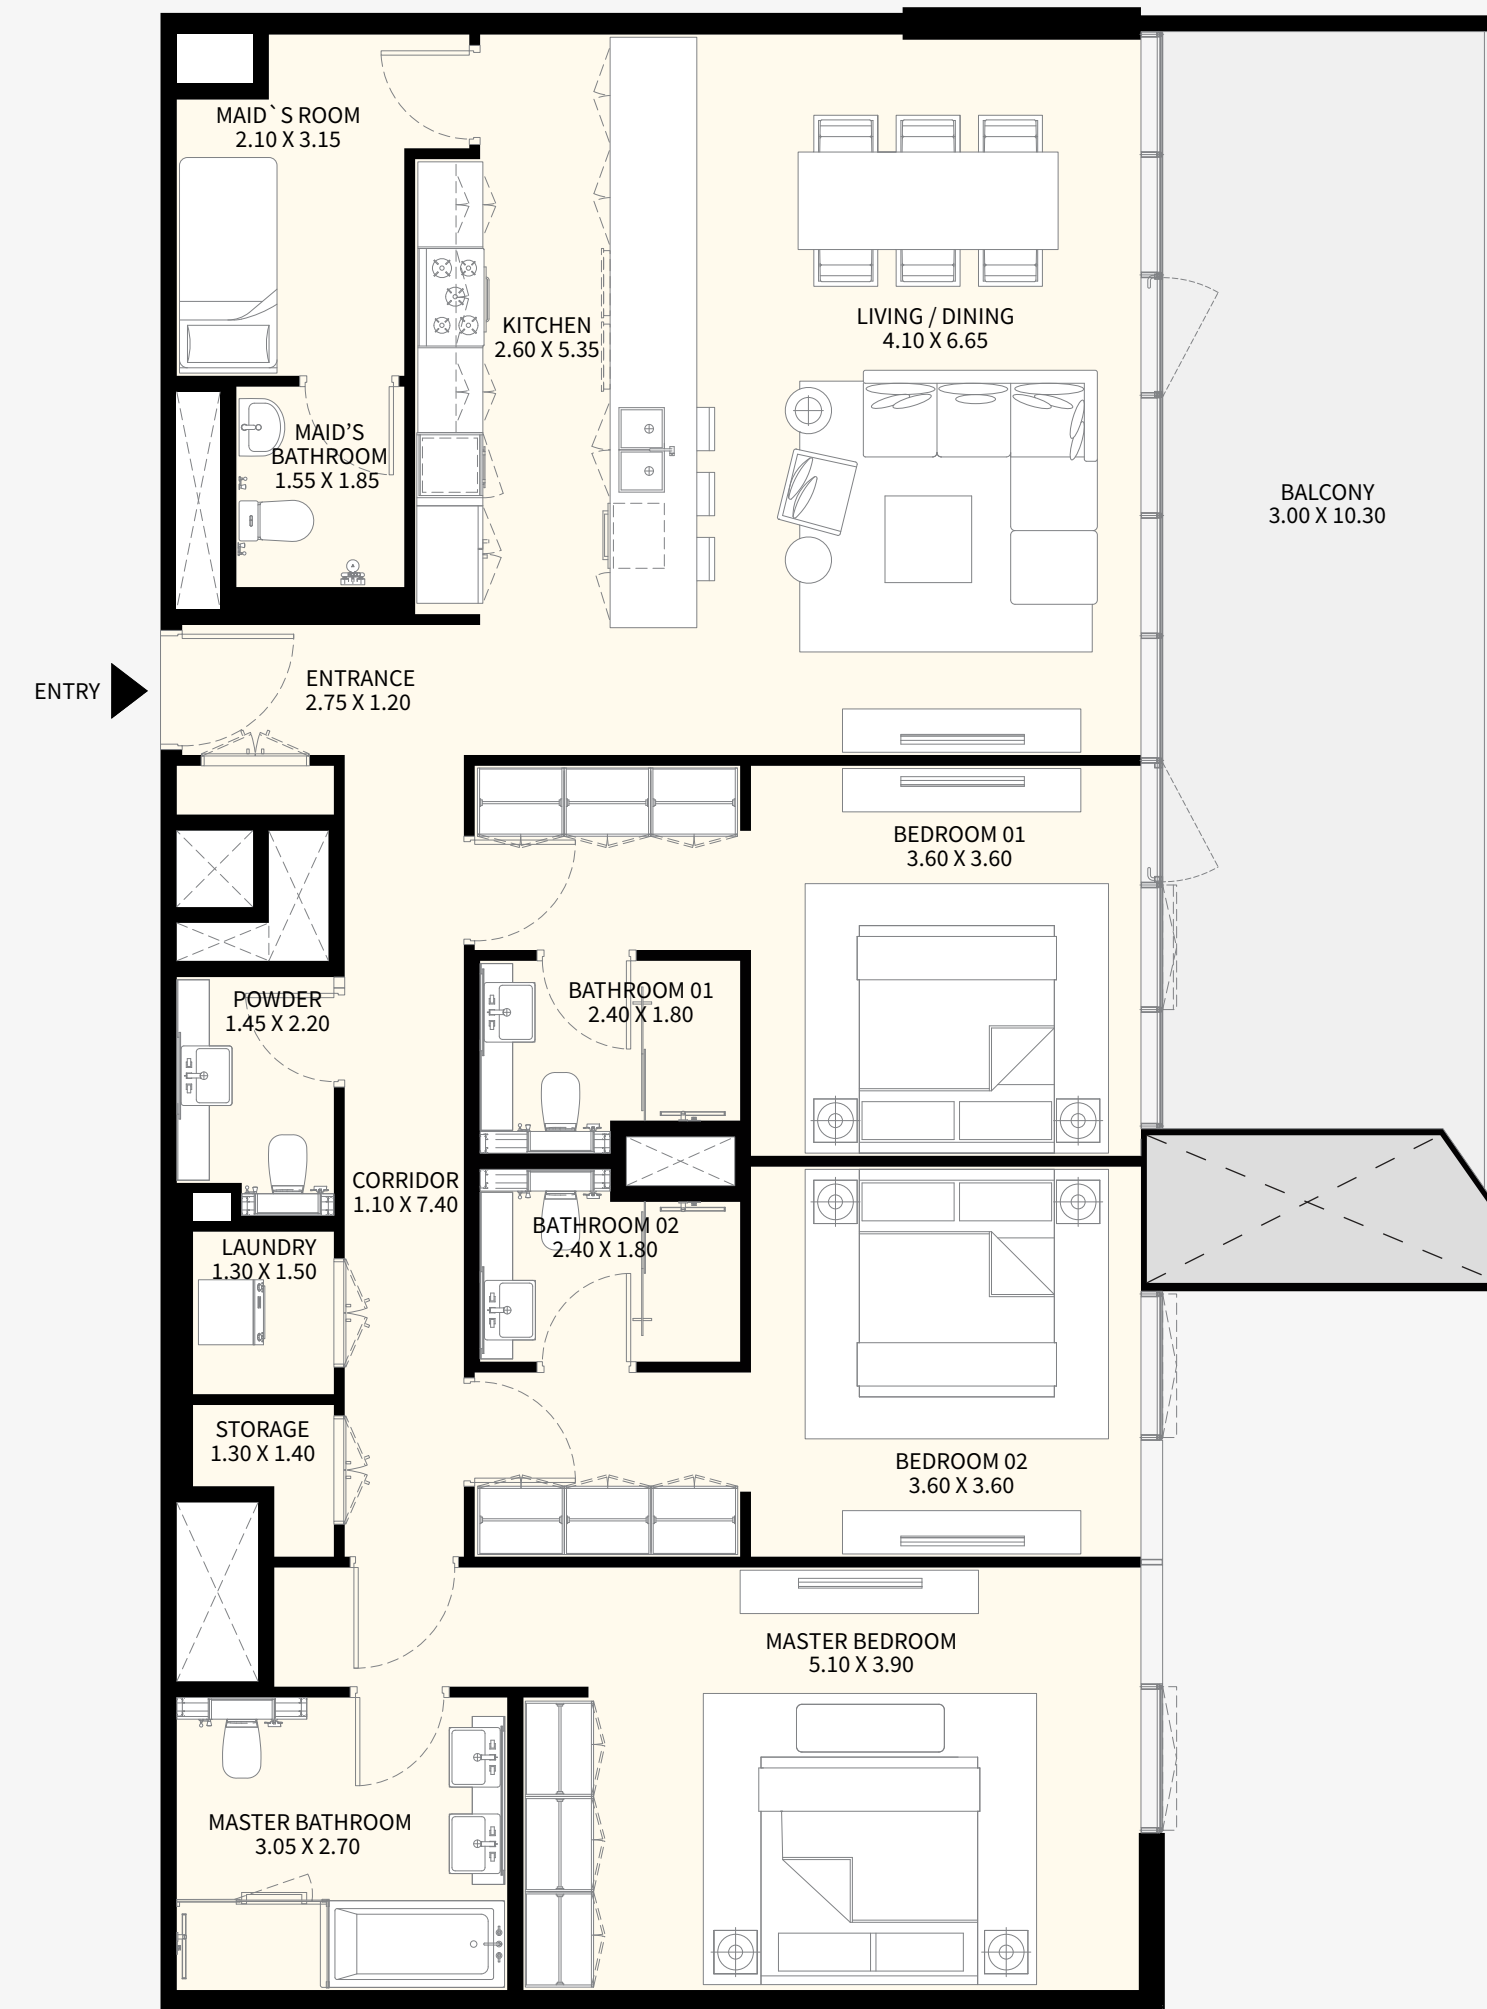 MAID`S ROOM
2.10 X 3.15
KITCHEN
2.60 X 5.35
LIVING / DINING
4.10 X 6.65
MAID’S
BATHROOM
1.55 X 1.85
BALCONY
3.00 X 10.30
ENTRY
ENTRANCE
2.75 X 1.20
BEDROOM 01
3.60 X 3.60
POWDER
1.45 X 2.20
BATHROOM 01
2.40 X 1.80
CORRIDOR
1.10 X 7.40
BATHROOM 02
2.40 X 1.80
LAUNDRY
1.30 X 1.50
STORAGE
1.30 X 1.40
BEDROOM 02
3.60 X 3.60
MASTER BEDROOM
5.10 X 3.90
MASTER BATHROOM
3.05 X 2.70